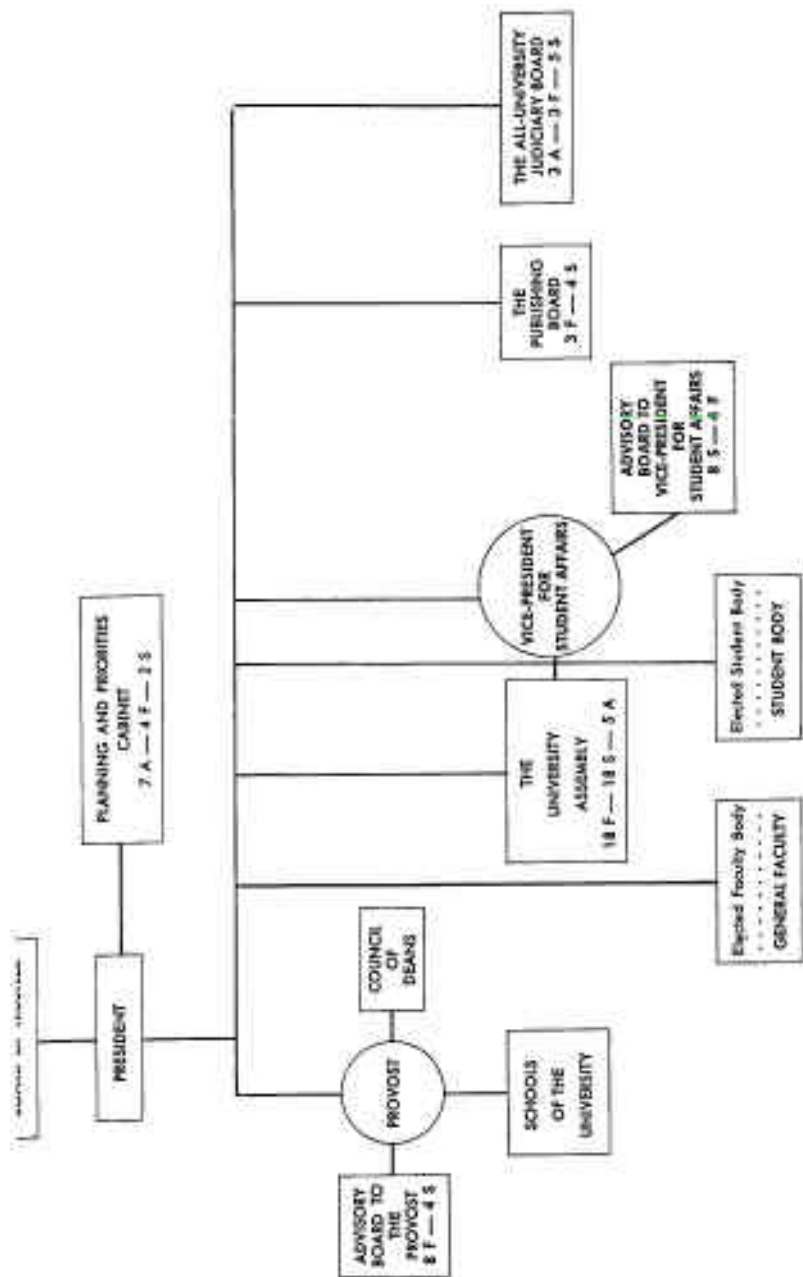 PRESIDENT
PLANNING AND PRIORITIES
CABINET
7 A — 4 F — 2 S
ADVISORY
BOARD TO
THE
PROVOST
8 F — 4 S
PROVOST
COUNCIL
OF
DEANS
SCHOOLS
OF THE
UNIVERSITY
Elected Faculty Body
. . . . . . . . . . .
GENERAL FACULTY
THE
UNIVERSITY
ASSEMBLY
18 F — 18 S — 5 A
Elected Student Body
. . . . . . . . . . .
STUDENT BODY
VICE-PRESIDENT
FOR
STUDENT AFFAIRS
ADVISORY
BOARD TO
VICE-PRESIDENT
FOR
STUDENT AFFAIRS
8 S — 4 F
THE
PUBLISHING
BOARD
3 F — 4 S
THE ALL-UNIVERSITY
JUDICIARY BOARD
3 A — 3 F — 5 S